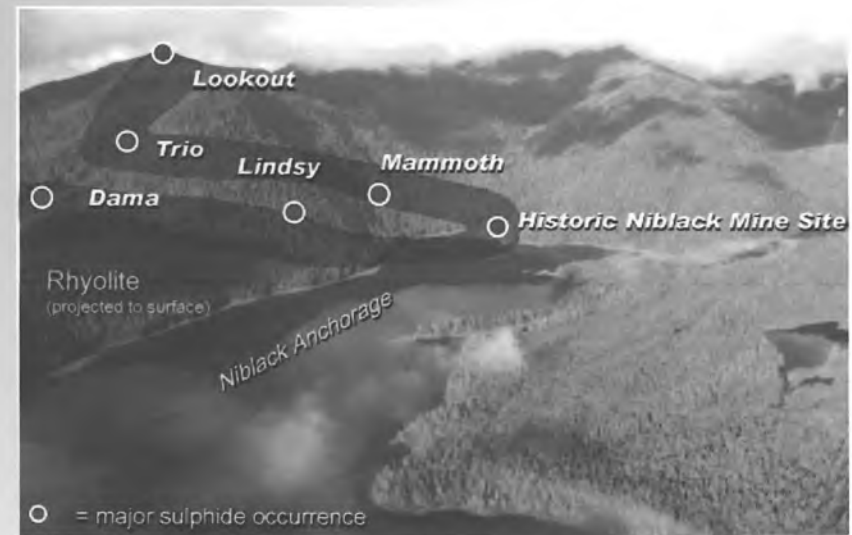 Lookout
Trio
Lindsy
Mammoth
Dama
Historic Niblack Mine Site
Rhyolite
(projected to surface)
Niblack Anchorage
= major sulphide occurrence